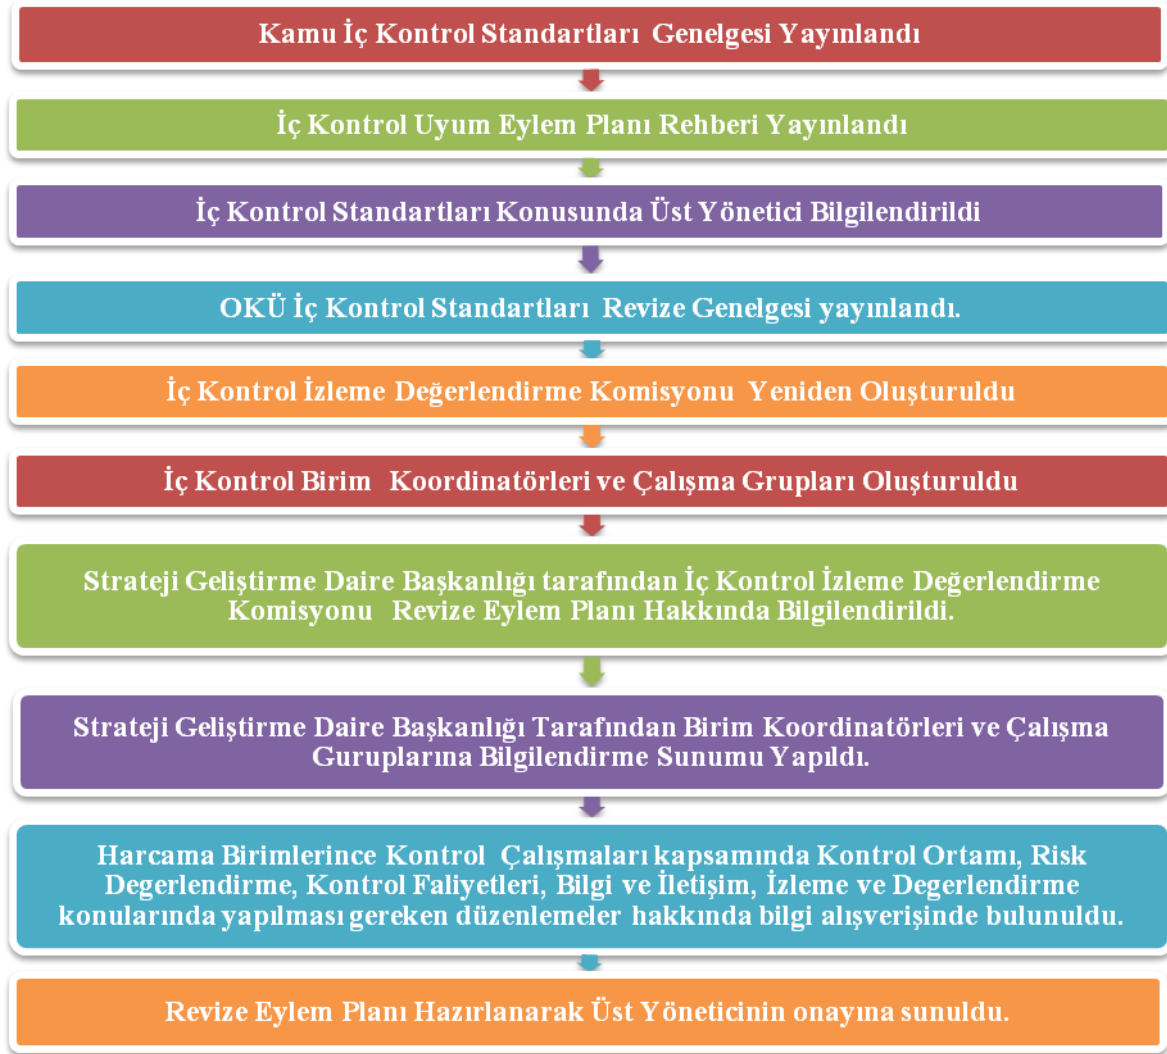 Kamu İç Kontrol Standartları Genelgesi Yayınlandı
İç Kontrol Uyum Eylem Planı Rehberi Yayınlandı
İç Kontrol Standartları Konusunda Üst Yönetici Bilgilendirildi
OKÜ İç Kontrol Standartları Revize Genelgesi yayınlandı.
İç Kontrol İzleme Değerlendirme Komisyonu Yeniden Oluşturuldu
İç Kontrol Birim Koordinatörleri ve Çalışma Grupları Oluşturuldu
Strateji Geliştirme Daire Başkanlığı tarafından İç Kontrol İzleme Değerlendirme
Komisyonu Revize Eylem Planı Hakkında Bilgilendirildi.
Strateji Geliştirme Daire Başkanlığı Tarafından Birim Koordinatörleri ve Çalışma
Guruplarına Bilgilendirme Sunumu Yapıldı.
Harcama Birimlerince Kontrol Çalışmaları kapsamında Kontrol Ortamı, Risk
Degerlendirme, Kontrol Faliyetleri, Bilgi ve İletişim, İzleme ve Degerlendirme
konularında yapılması gereken düzenlemeler hakkında bilgi alışverişinde bulunuldu.
Revize Eylem Planı Hazırlanarak Üst Yöneticinin onayına sunuldu.